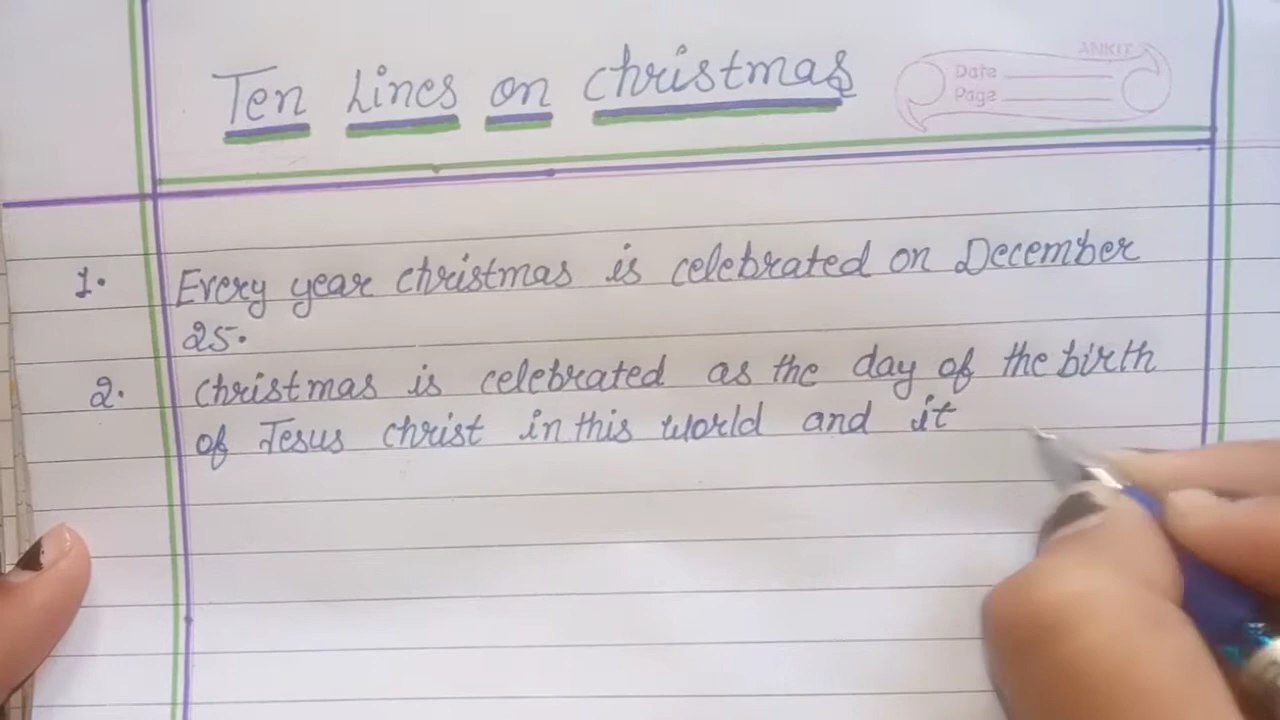 Ten Lines on christmas
ANKIT
Date
Page
1. Every year christmas is celebrated on December
25.
2. christmas is celebrated as the day of the birth
of Jesus christ in this world and it